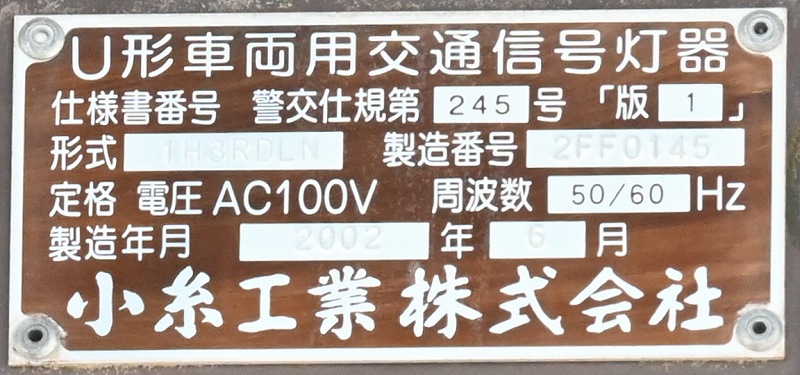 U形車両用交通信号灯器
仕様書番号 警交仕規第 245 号 「版 1 」
形式 1H3RDLN 製造番号 2FF0145
定格 電圧 AC100V 周波数 50/60 Hz
製造年月 2002 年 6 月
小糸工業株式会社